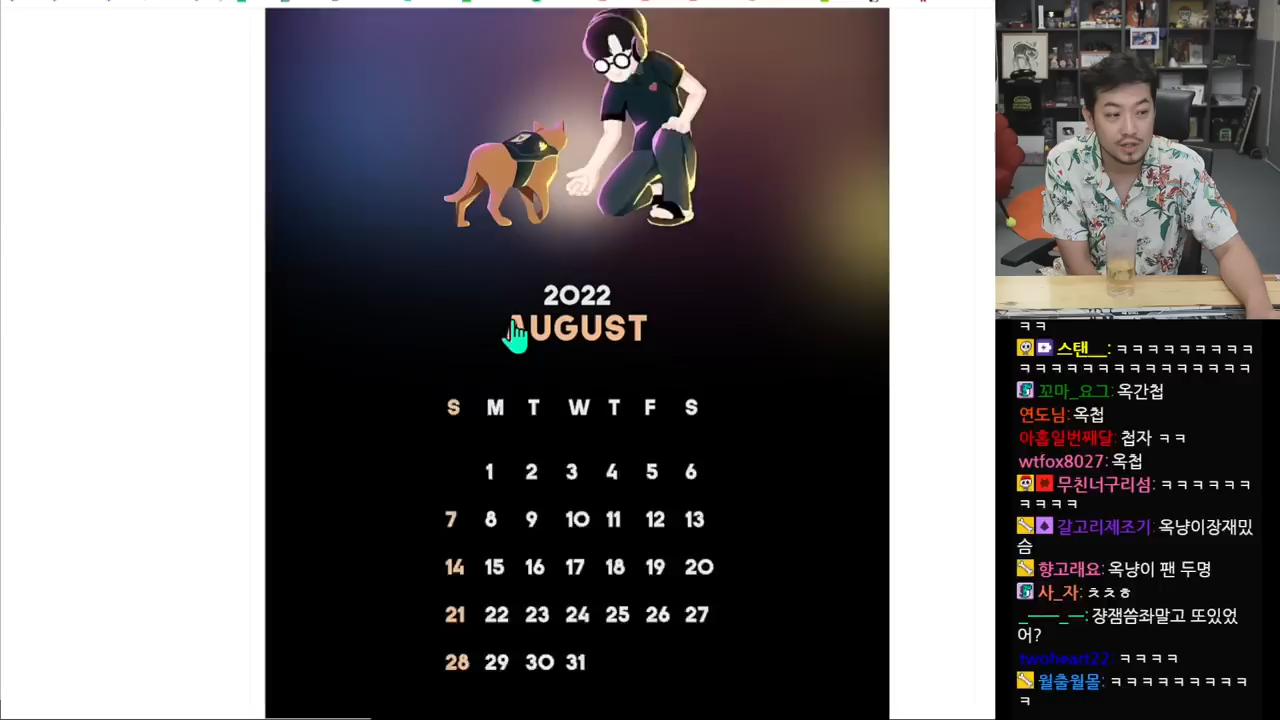 2022
AUGUST
S M T W T F S
1 2 3 4 5 6
7 8 9 10 11 12 13
14 15 16 17 18 19 20
21 22 23 24 25 26 27
28 29 30 31
ㅋㅋ
스탠__: ㅋㅋㅋㅋㅋㅋㅋㅋㅋ
ㅋㅋㅋㅋㅋㅋㅋㅋㅋㅋㅋㅋㅋㅋㅋ
꼬마_요그: 옥간첩
연도님: 옥첩
아홉일번째달: 첩자 ㅋㅋ
wtfox8027: 옥첩
무친너구리섬: ㅋㅋㅋㅋㅋㅋ
ㅋㅋㅋㅋ
갈고리제조기: 옥냥이장재밌
슴
향고래요: 옥냥이 팬 두명
사_자: ㅊㅊㅎ
_――_―: 쟝잼씀좌말고 또있었
어?
twoheart22: ㅋㅋㅋㅋ
월출월몰: ㅋㅋㅋㅋㅋㅋㅋㅋㅋ
ㅋ